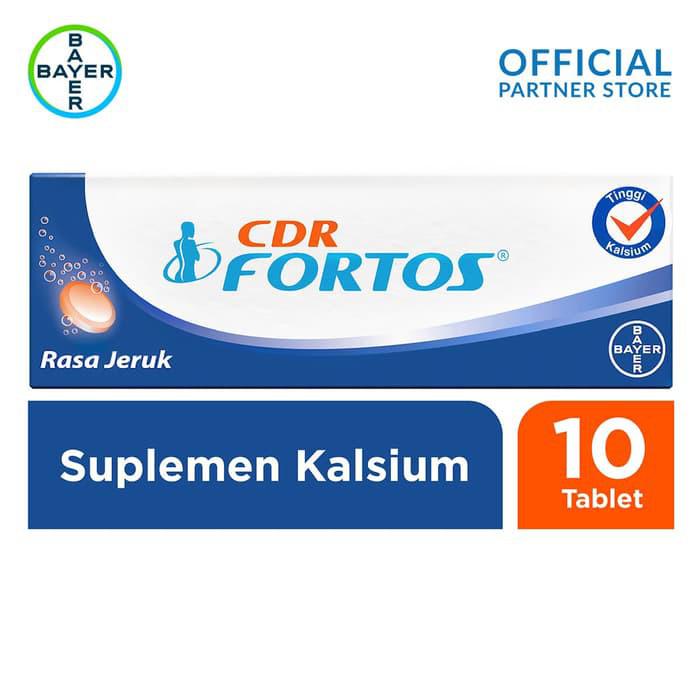 BAYER
BAYER
OFFICIAL
PARTNER STORE
CDR
FORTOS®
Tinggi
Kalsium
Rasa Jeruk
BAYER
BAYER
Suplemen Kalsium
10
Tablet